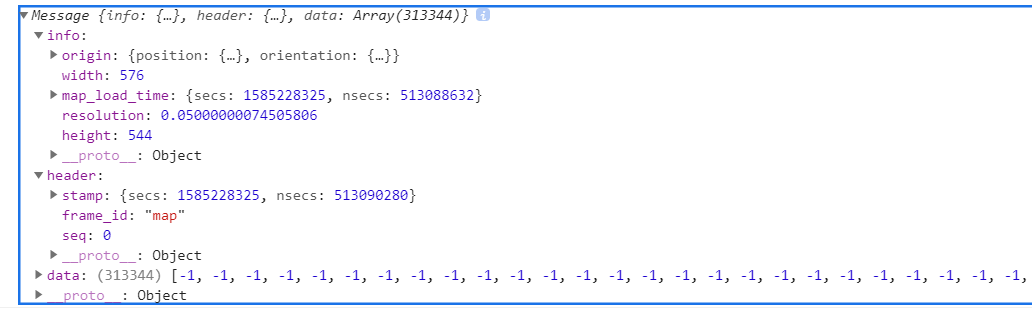 ▼Message {info: {…}, header: {…}, data: Array(313344)} i
▼info:
▶origin: {position: {…}, orientation: {…}}
width: 576
▶map_load_time: {secs: 1585228325, nsecs: 513088632}
resolution: 0.05000000074505806
height: 544
▶__proto__: Object
▼header:
▶stamp: {secs: 1585228325, nsecs: 513090280}
frame_id: "map"
seq: 0
▶__proto__: Object
▶data: (313344) [-1, -1, -1, -1, -1, -1, -1, -1, -1, -1, -1, -1, -1, -1, -1, -1, -1, -1, -1, -1, -1, -1, -1, -1, -1, -1,
▶__proto__: Object